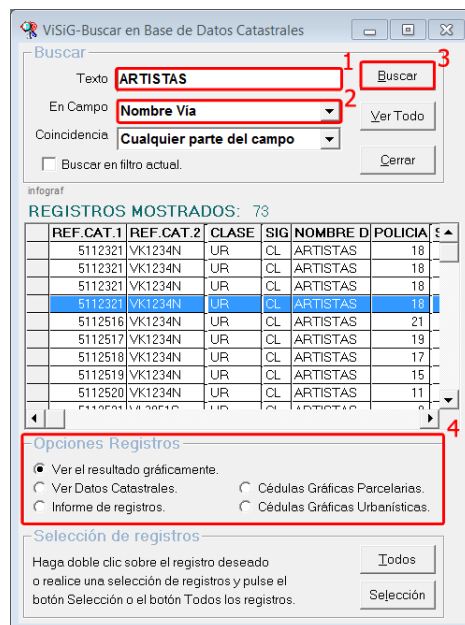 ViSiG-Buscar en Base de Datos Catastrales
Buscar
Texto ARTISTAS 1 Buscar 3
En Campo Nombre Vía 2 Ver Todo
Coincidencia Cualquier parte del campo
Buscar en filtro actual. Cerrar
infograf
REGISTROS MOSTRADOS: 73
REF.CAT.1 REF.CAT.2 CLASE SIG NOMBRE D POLICIA
5112321 VK1234N UR CL ARTISTAS 18
5112321 VK1234N UR CL ARTISTAS 18
5112321 VK1234N UR CL ARTISTAS 18
5112321 VK1234N UR CL ARTISTAS 18
5112516 VK1234N UR CL ARTISTAS 21
5112517 VK1234N UR CL ARTISTAS 19
5112518 VK1234N UR CL ARTISTAS 17
5112519 VK1234N UR CL ARTISTAS 15
5112520 VK1234N UR CL ARTISTAS 11
4
Opciones Registros
Ver el resultado gráficamente.
Ver Datos Catastrales. Cédulas Gráficas Parcelarias.
Informe de registros. Cédulas Gráficas Urbanísticas.
Selección de registros
Haga doble clic sobre el registro deseado Todos
o realice una selección de registros y pulse el
botón Selección o el botón Todos los registros. Selección